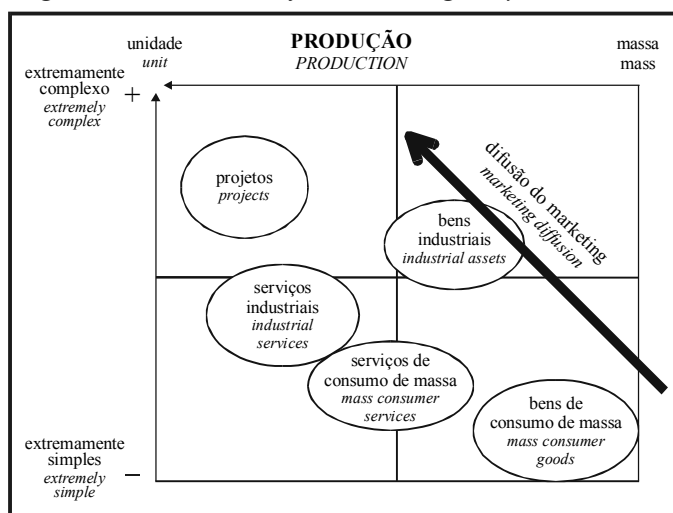 unidade
unit
PRODUÇÃO
PRODUCTION
massa
mass
extremamente
complexo
extremely
complex
+
projetos
projects
difusão do marketing
marketing diffusion
bens
industriais
industrial assets
serviços
industriais
industrial
services
serviços de
consumo de massa
mass consumer
services
bens de
consumo de massa
mass consumer
goods
extremamente
simples
extremely
simple
–